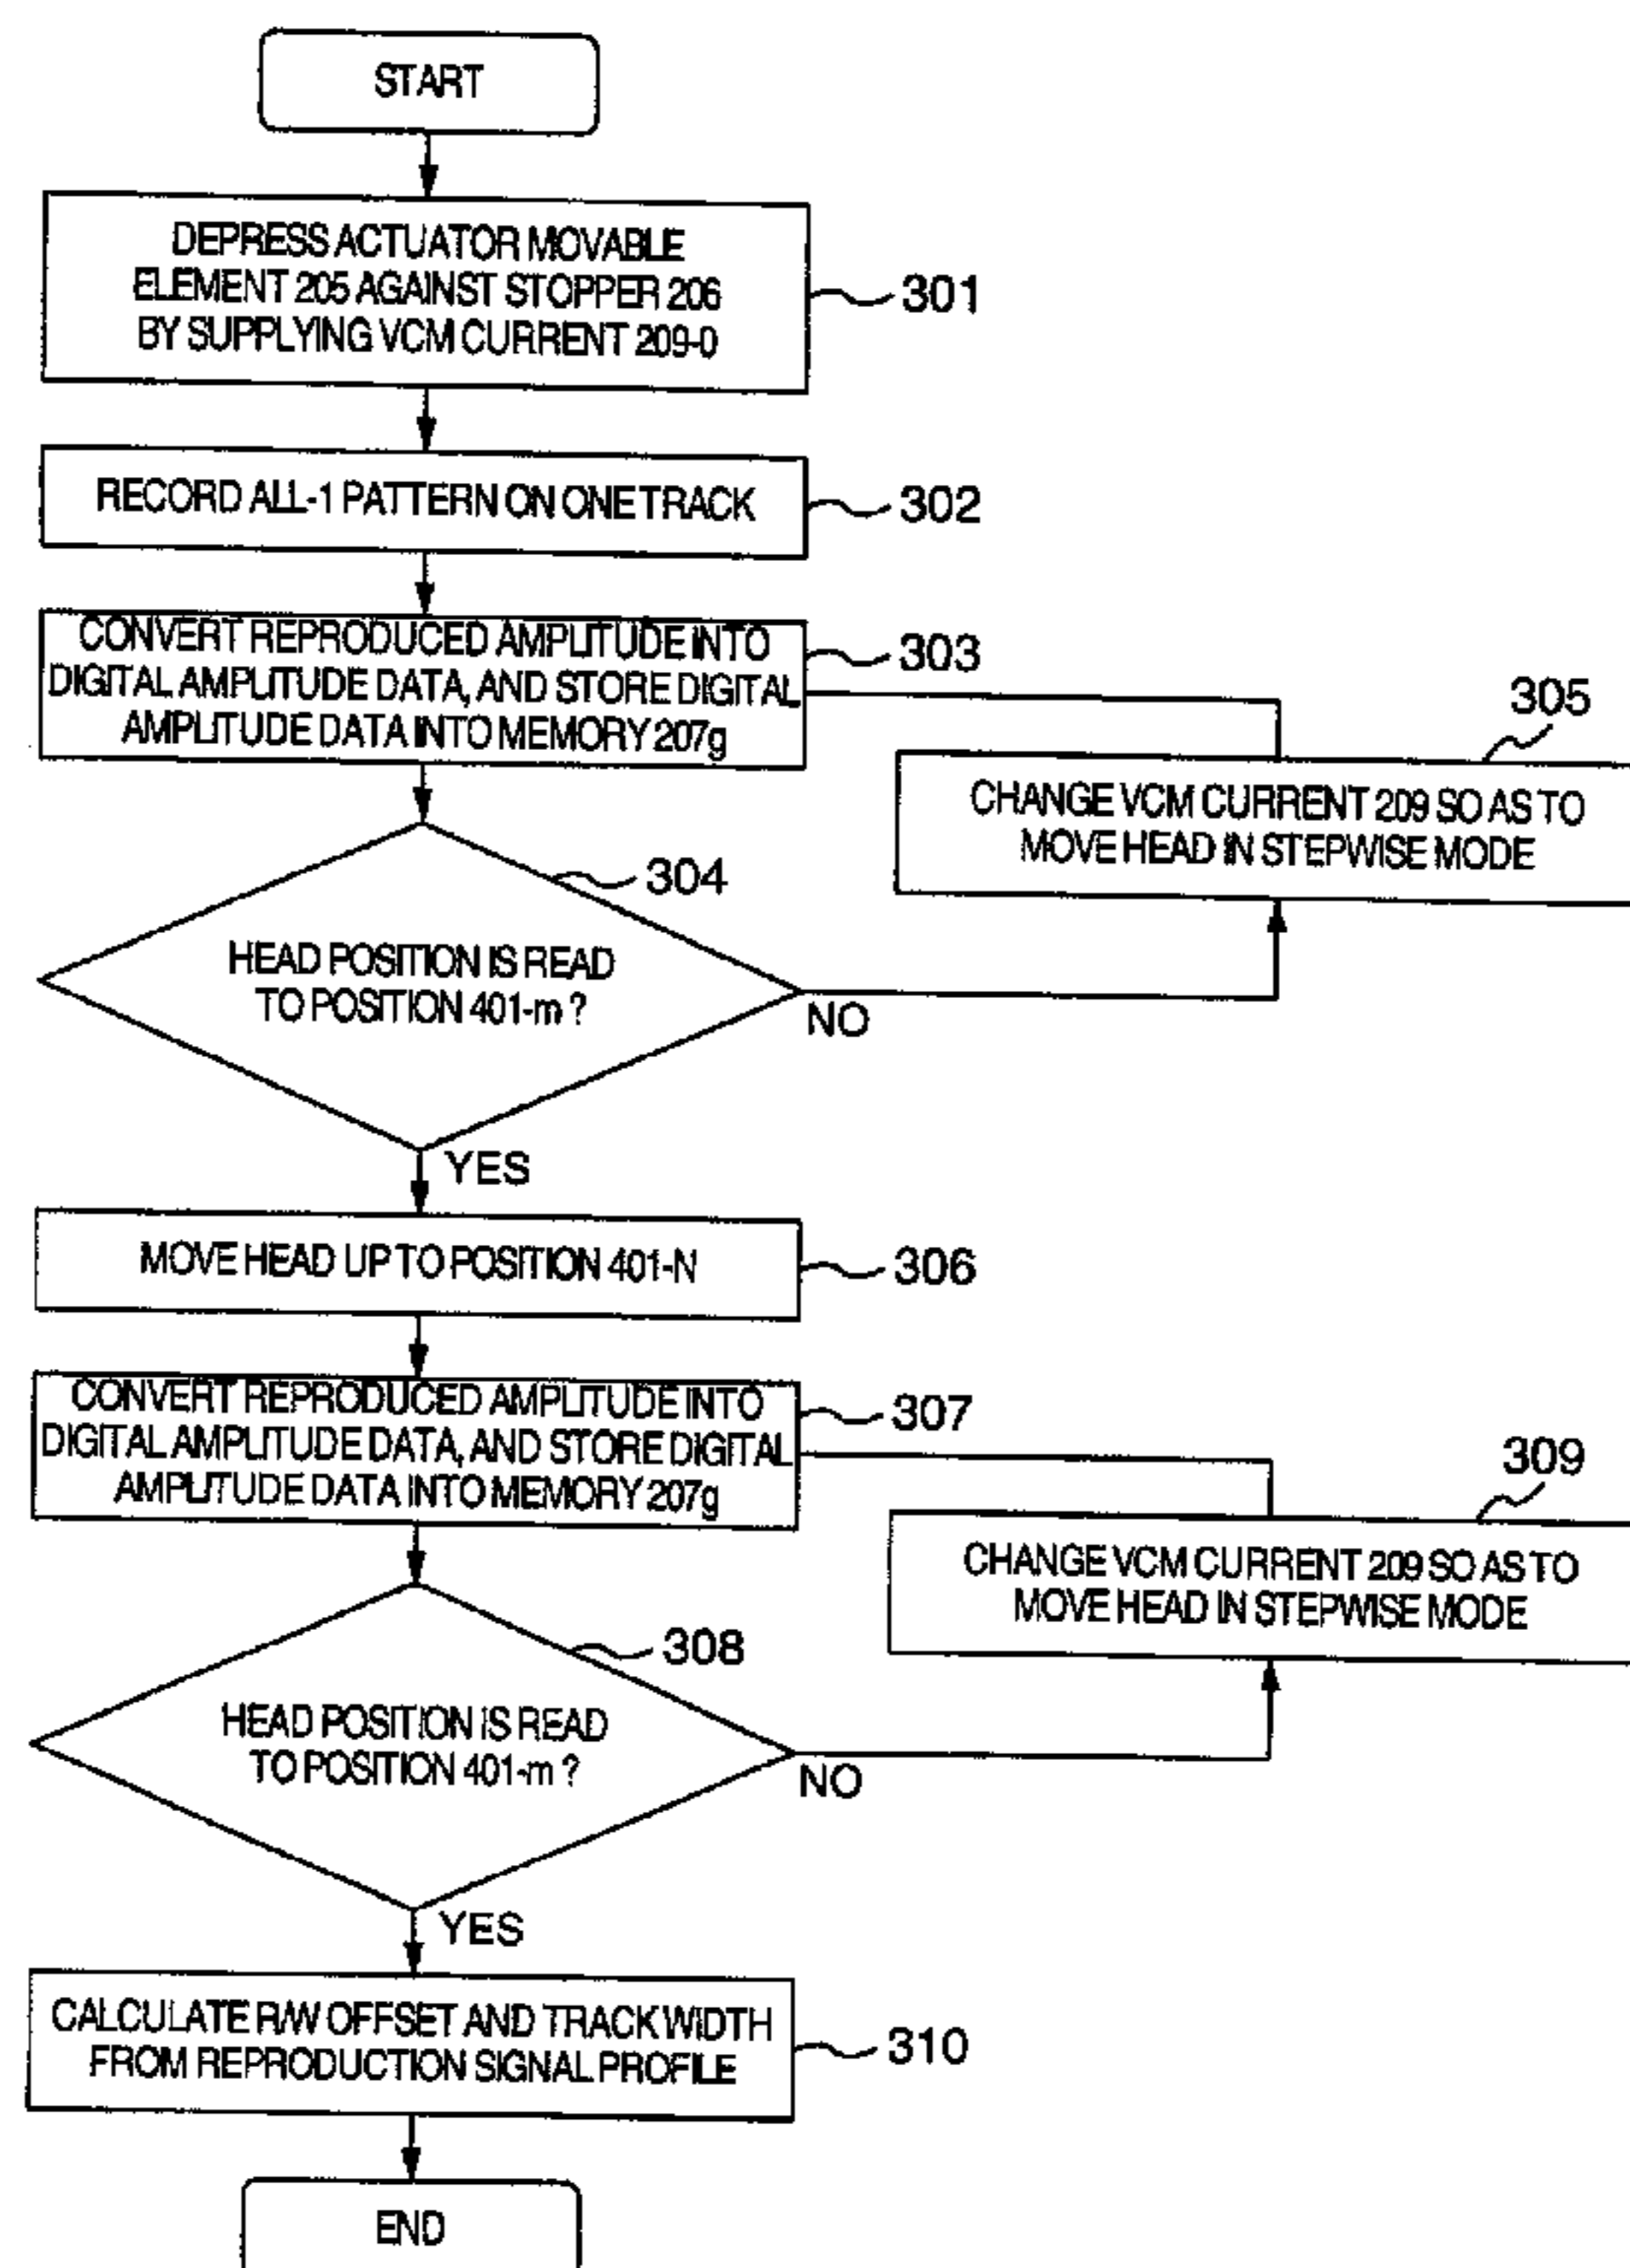 START
DEPRESS ACTUATOR MOVABLE
ELEMENT 205 AGAINST STOPPER 206
BY SUPPLYING VCM CURRENT 209-0
301
RECORD ALL-1 PATTERN ON ONE TRACK
302
CONVERT REPRODUCED AMPLITUDE INTO
DIGITAL AMPLITUDE DATA, AND STORE DIGITAL
AMPLITUDE DATA INTO MEMORY 207g
303
305
CHANGE VCM CURRENT 209 SO AS TO
MOVE HEAD IN STEPWISE MODE
304
HEAD POSITION IS READ
TO POSITION 401-m ?
NO
YES
MOVE HEAD UP TO POSITION 401-N
306
CONVERT REPRODUCED AMPLITUDE INTO
DIGITAL AMPLITUDE DATA, AND STORE DIGITAL
AMPLITUDE DATA INTO MEMORY 207g
307
309
CHANGE VCM CURRENT 209 SO AS TO
MOVE HEAD IN STEPWISE MODE
308
HEAD POSITION IS READ
TO POSITION 401-m ?
NO
YES
CALCULATE R/W OFFSET AND TRACK WIDTH
FROM REPRODUCTION SIGNAL PROFILE
310
END